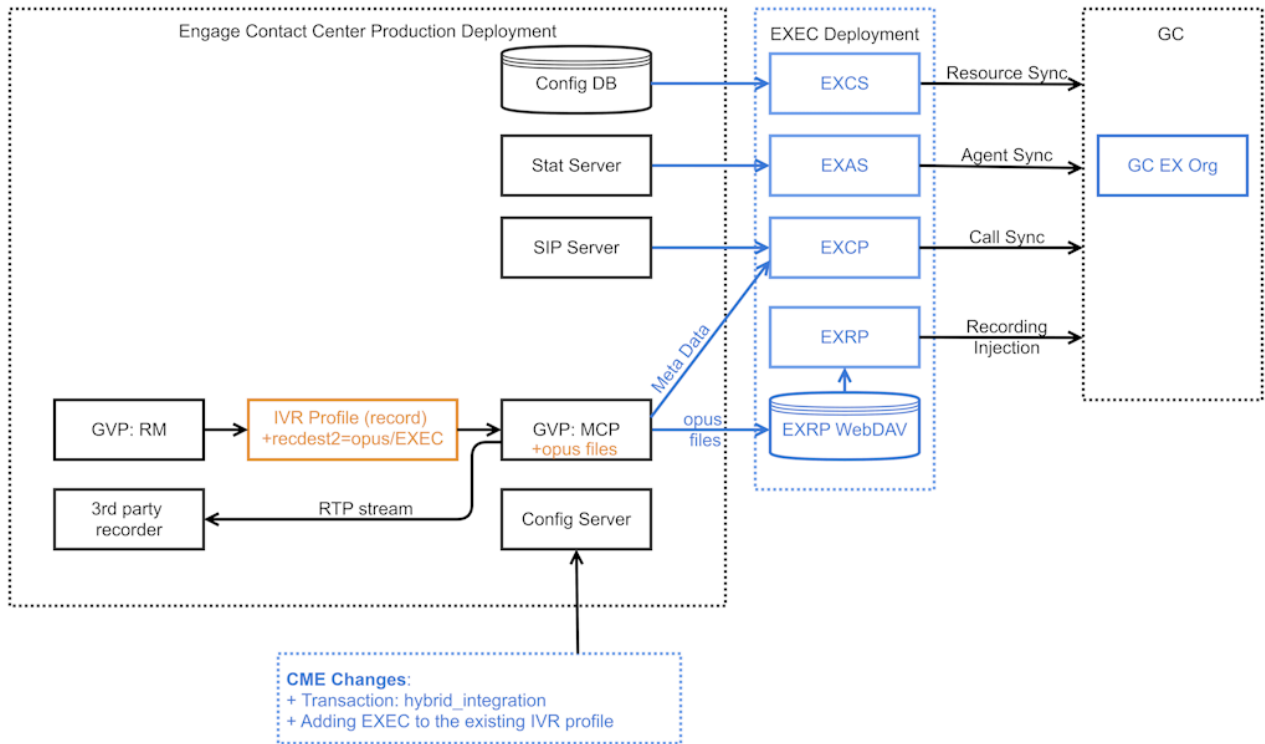 Engage Contact Center Production Deployment
EXEC Deployment
GC
Config DB
EXCS
Resource Sync
Stat Server
EXAS
Agent Sync
GC EX Org
SIP Server
EXCP
Call Sync
Meta Data
EXRP
Recording
Injection
GVP: RM
IVR Profile (record)
+recdest2=opus/EXEC
GVP: MCP
+opus files
opus
files
EXRP WebDAV
3rd party
recorder
RTP stream
Config Server
CME Changes:
+ Transaction: hybrid_integration
+ Adding EXEC to the existing IVR profile